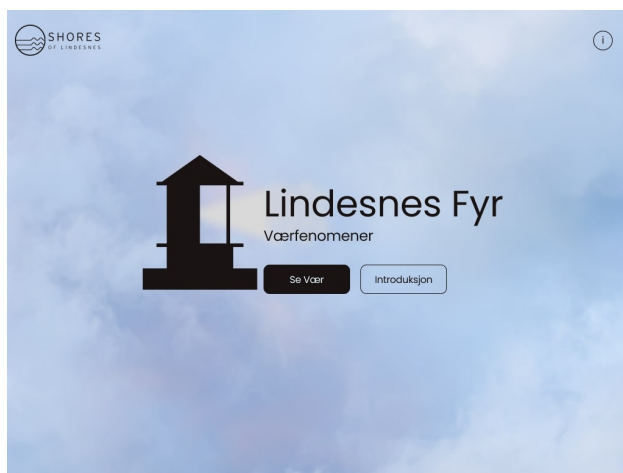 SHORES
OF LINDESNES
i
Lindesnes Fyr
Værfenomener
Se Vær
Introduksjon